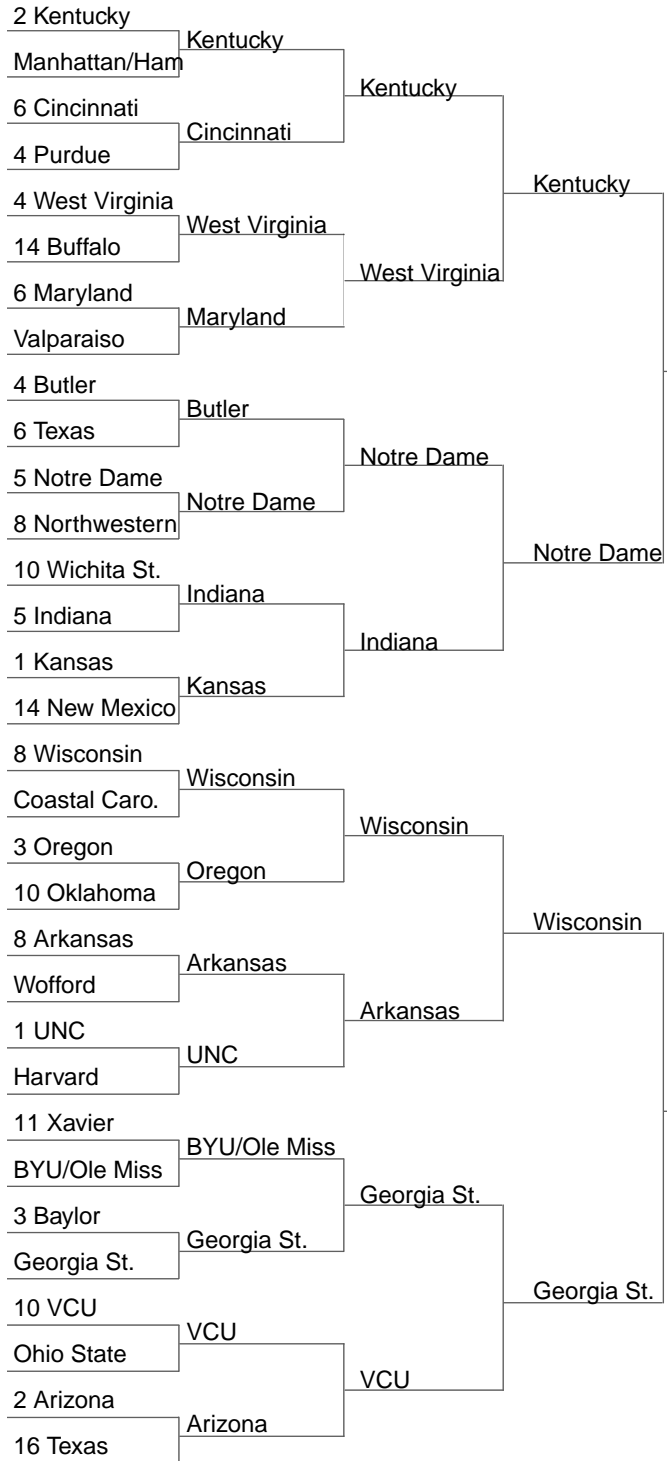 2 Kentucky
Manhattan/Ham
6 Cincinnati
4 Purdue
4 West Virginia
14 Buffalo
6 Maryland
Valparaiso
4 Butler
6 Texas
5 Notre Dame
8 Northwestern
10 Wichita St.
5 Indiana
1 Kansas
14 New Mexico
8 Wisconsin
Coastal Caro.
3 Oregon
10 Oklahoma
8 Arkansas
Wofford
1 UNC
Harvard
11 Xavier
BYU/Ole Miss
3 Baylor
Georgia St.
10 VCU
Ohio State
2 Arizona
16 Texas
Kentucky
Cincinnati
West Virginia
Maryland
Butler
Notre Dame
Indiana
Kansas
Wisconsin
Oregon
Arkansas
UNC
BYU/Ole Miss
Georgia St.
VCU
Arizona
Kentucky
West Virginia
Notre Dame
Indiana
Wisconsin
Arkansas
Georgia St.
VCU
Kentucky
Notre Dame
Wisconsin
Georgia St.